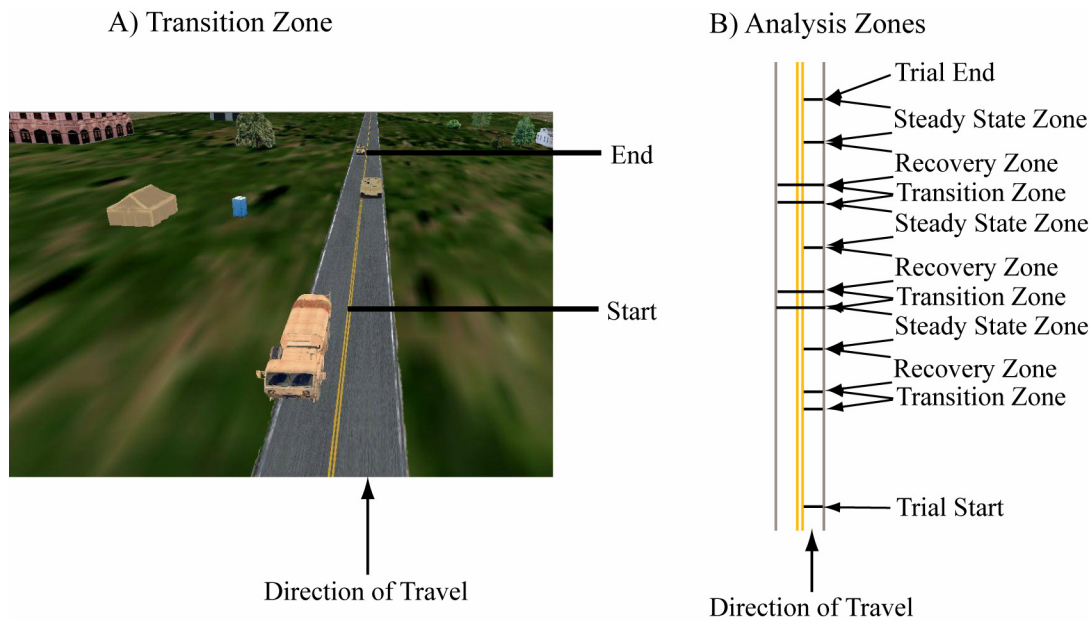 A) Transition Zone
End
Start
Direction of Travel
B) Analysis Zones
Trial End
Steady State Zone
Recovery Zone
Transition Zone
Steady State Zone
Recovery Zone
Transition Zone
Steady State Zone
Recovery Zone
Transition Zone
Trial Start
Direction of Travel